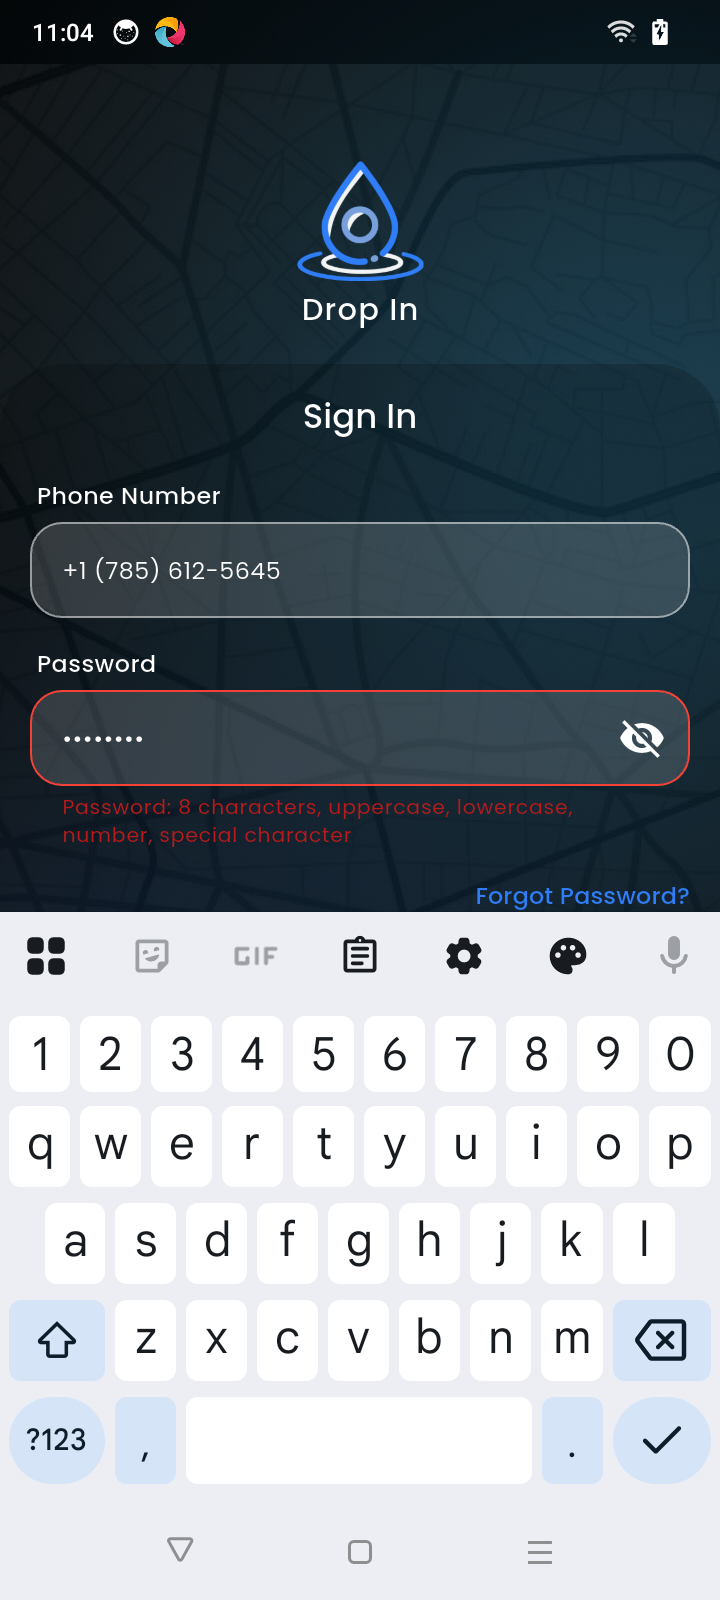 11:04
Drop In
Sign In
Phone Number
+1 (785) 612-5645
Password
••••••••
Password: 8 characters, uppercase, lowercase,
number, special character
Forgot Password?
GIF
1 2 3 4 5 6 7 8 9 0
q w e r t y u i o p
a s d f g h j k l
z x c v b n m
?123 , .